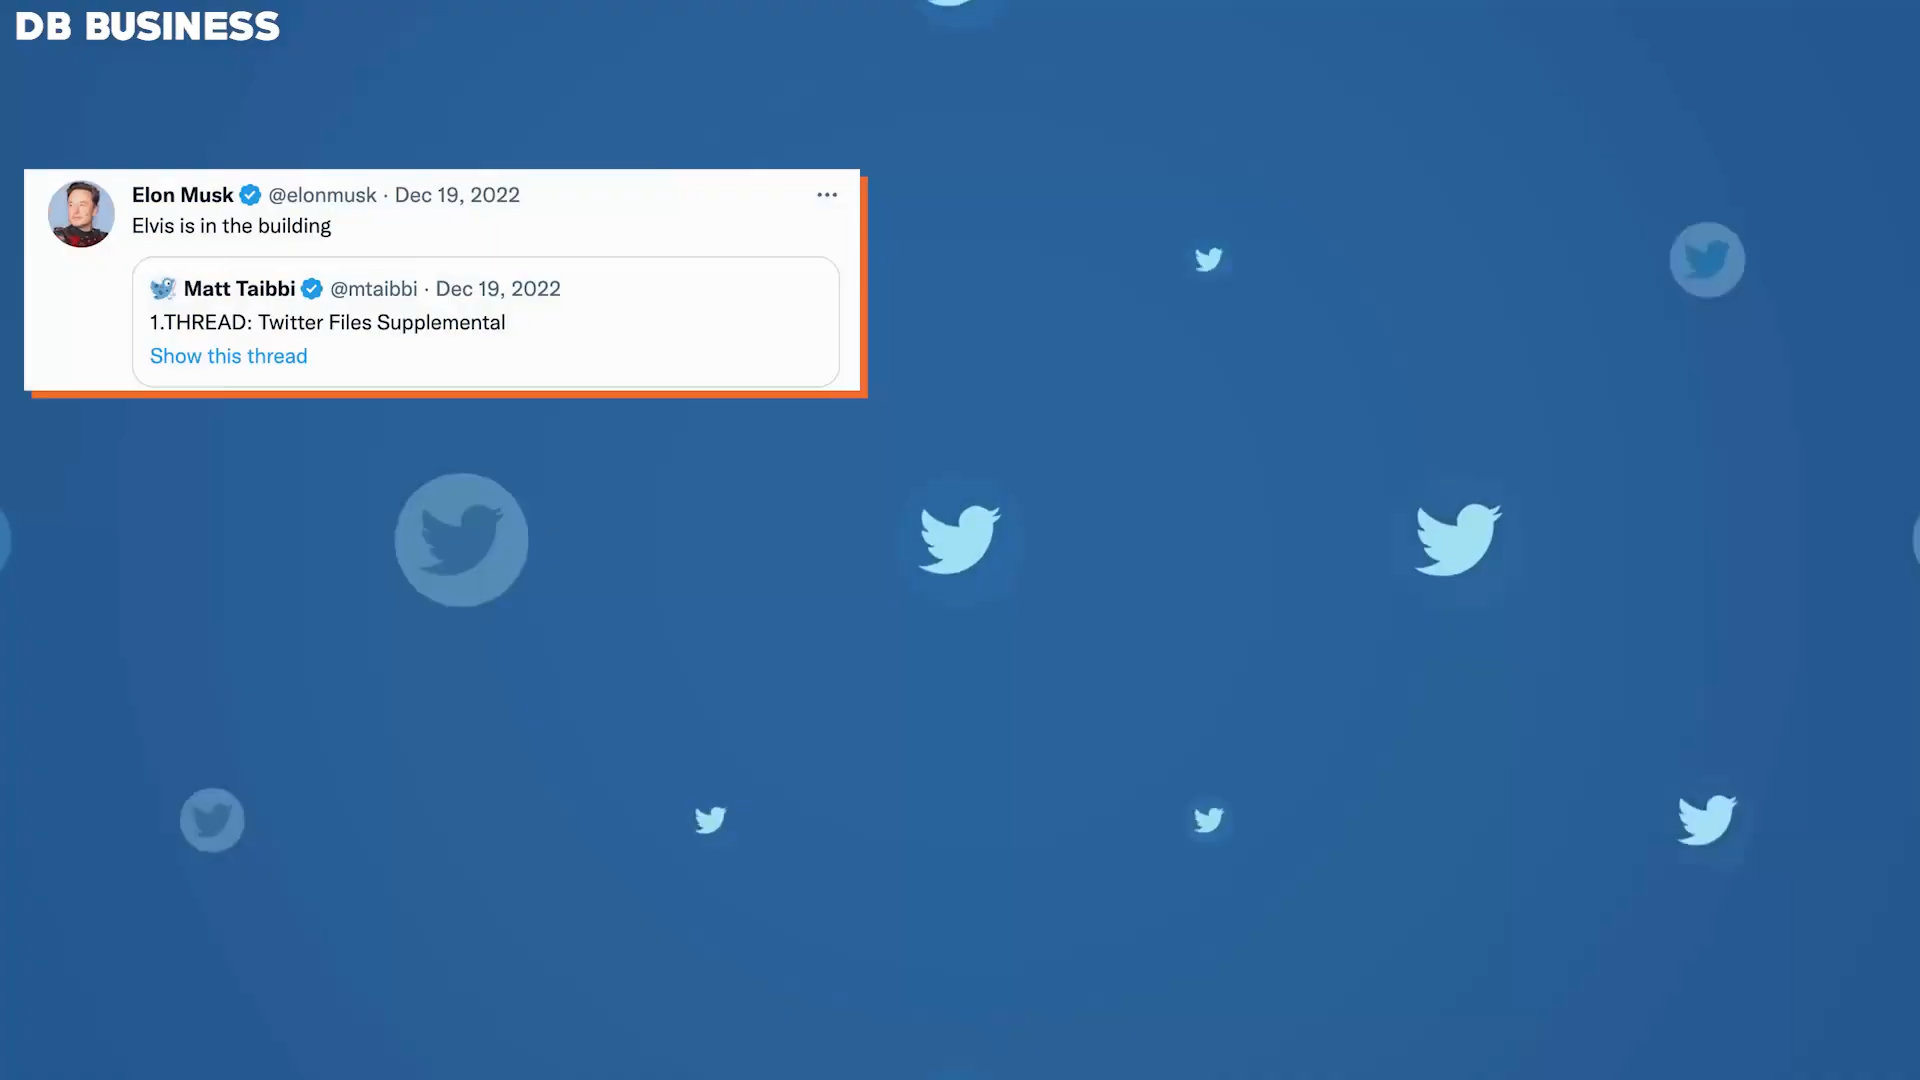 DB BUSINESS
Elon Musk @elonmusk · Dec 19, 2022
Elvis is in the building
Matt Taibbi @mtaibbi · Dec 19, 2022
1.THREAD: Twitter Files Supplemental
Show this thread